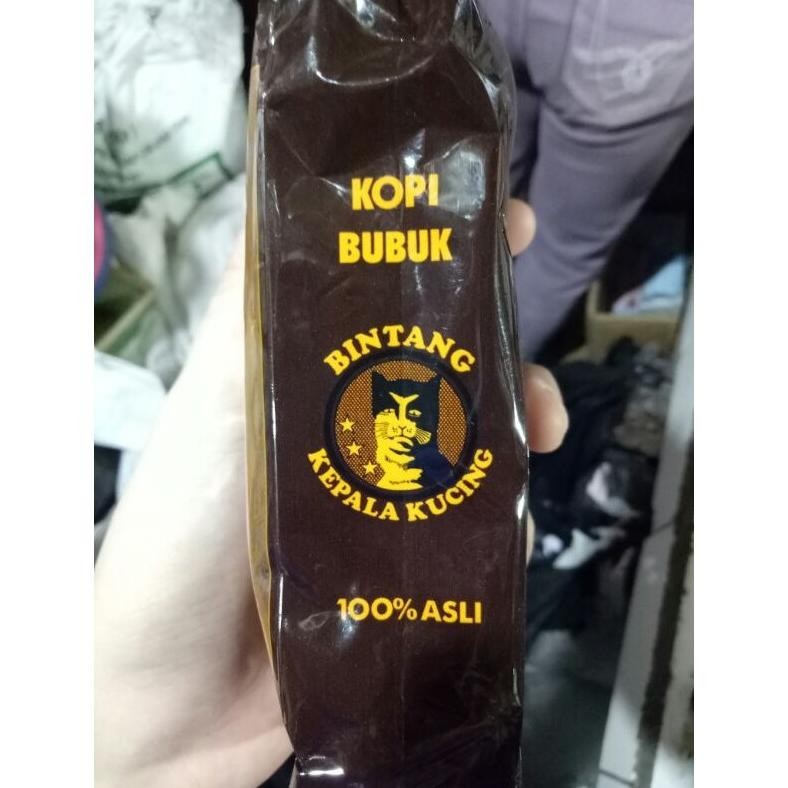 KOPI
BUBUK
BINTANG
KEPALA KUCING
100% ASLI